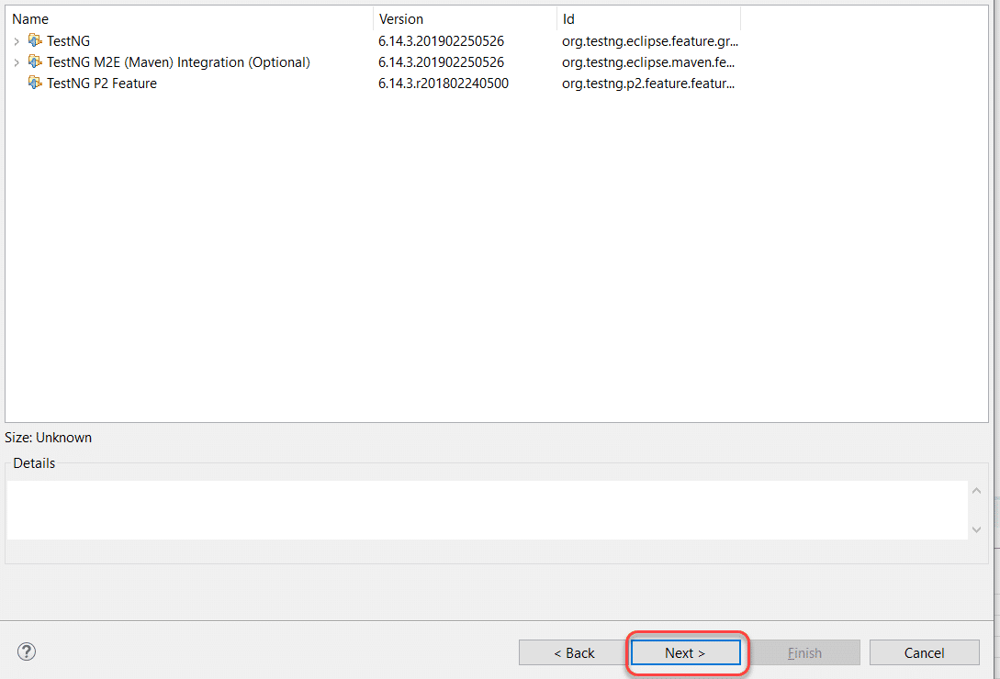 Name Version Id
TestNG 6.14.3.201902250526 org.testng.eclipse.feature.gr...
TestNG M2E (Maven) Integration (Optional) 6.14.3.201902250526 org.testng.eclipse.maven.fe...
TestNG P2 Feature 6.14.3.r201802240500 org.testng.p2.feature.featur...
Size: Unknown
Details
? < Back Next > Finish Cancel